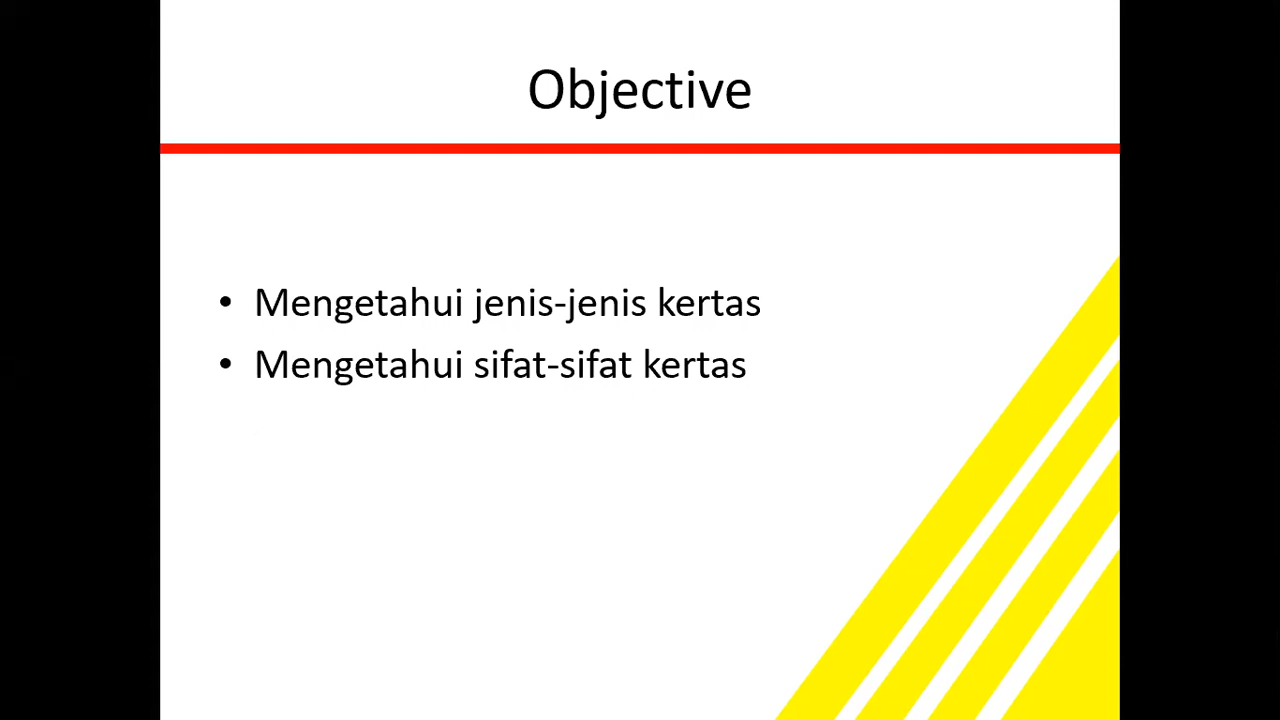 Objective
• Mengetahui jenis-jenis kertas
• Mengetahui sifat-sifat kertas